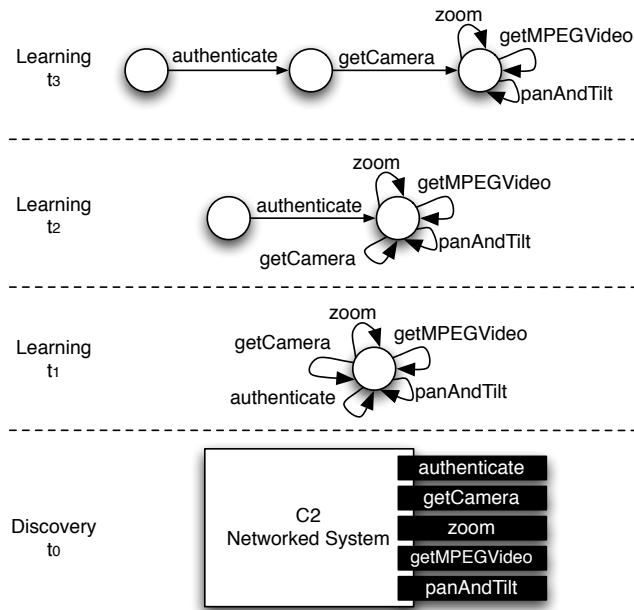 zoom
getMPEGVideo
Learning
t3
authenticate
getCamera
panAndTilt
zoom
getMPEGVideo
Learning
t2
authenticate
panAndTilt
getCamera
zoom
getMPEGVideo
getCamera
Learning
t1
authenticate
panAndTilt
authenticate
getCamera
C2
Networked System
zoom
Discovery
t0
getMPEGVideo
panAndTilt